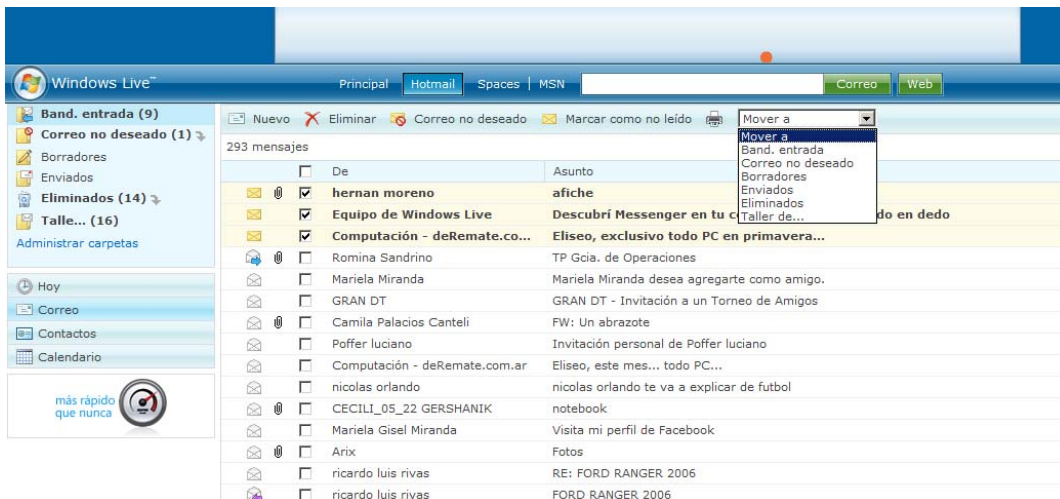 Windows Live™
Principal Hotmail Spaces | MSN Correo Web
Band. entrada (9)
Correo no deseado (1)
Borradores
Enviados
Eliminados (14)
Talle... (16)
Administrar carpetas
Hoy
Correo
Contactos
Calendario
más rápido
que nunca
Nuevo Eliminar Correo no deseado Marcar como no leído Mover a
Mover a
Band. entrada
Correo no deseado
Borradores
Enviados
Eliminados
Taller de...
293 mensajes
De Asunto
hernan moreno afiche
Equipo de Windows Live Descubrí Messenger en tu do en dedo
Computación - deRemate.co... Eliseo, exclusivo todo PC en primavera...
Romina Sandrino TP Gcia. de Operaciones
Mariela Miranda Mariela Miranda desea agregarte como amigo.
GRAN DT GRAN DT - Invitación a un Torneo de Amigos
Camila Palacios Canteli FW: Un abrazote
Poffer luciano Invitación personal de Poffer luciano
Computación - deRemate.com.ar Eliseo, este mes... todo PC...
nicolas orlando nicolas orlando te va a explicar de futbol
CECILI_05_22 GERSHANIK notebook
Mariela Gisel Miranda Visita mi perfil de Facebook
Arix Fotos
ricardo luis rivas RE: FORD RANGER 2006
ricardo luis rivas FORD RANGER 2006